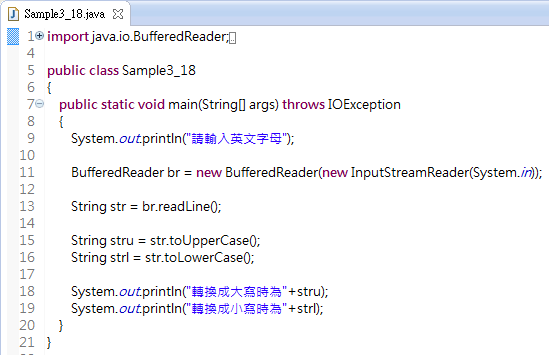 Sample3_18.java
1 import java.io.BufferedReader;
4
5 public class Sample3_18
6 {
7 public static void main(String[] args) throws IOException
8 {
9 System.out.println("請輸入英文字母");
10
11 BufferedReader br = new BufferedReader(new InputStreamReader(System.in));
12
13 String str = br.readLine();
14
15 String stru = str.toUpperCase();
16 String strl = str.toLowerCase();
17
18 System.out.println("轉換成大寫時為"+stru);
19 System.out.println("轉換成小寫時為"+strl);
20 }
21 }